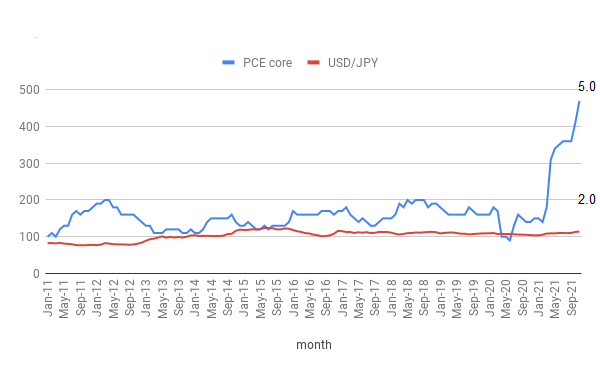 PCE core USD/JPY
500
5.0
400
300
200
2.0
100
0
Jan-11 May-11 Sep-11 Jan-12 May-12 Sep-12 Jan-13 May-13 Sep-13 Jan-14 May-14 Sep-14 Jan-15 May-15 Sep-15 Jan-16 May-16 Sep-16 Jan-17 May-17 Sep-17 Jan-18 May-18 Sep-18 Jan-19 May-19 Sep-19 Jan-20 May-20 Sep-20 Jan-21 May-21 Sep-21
month